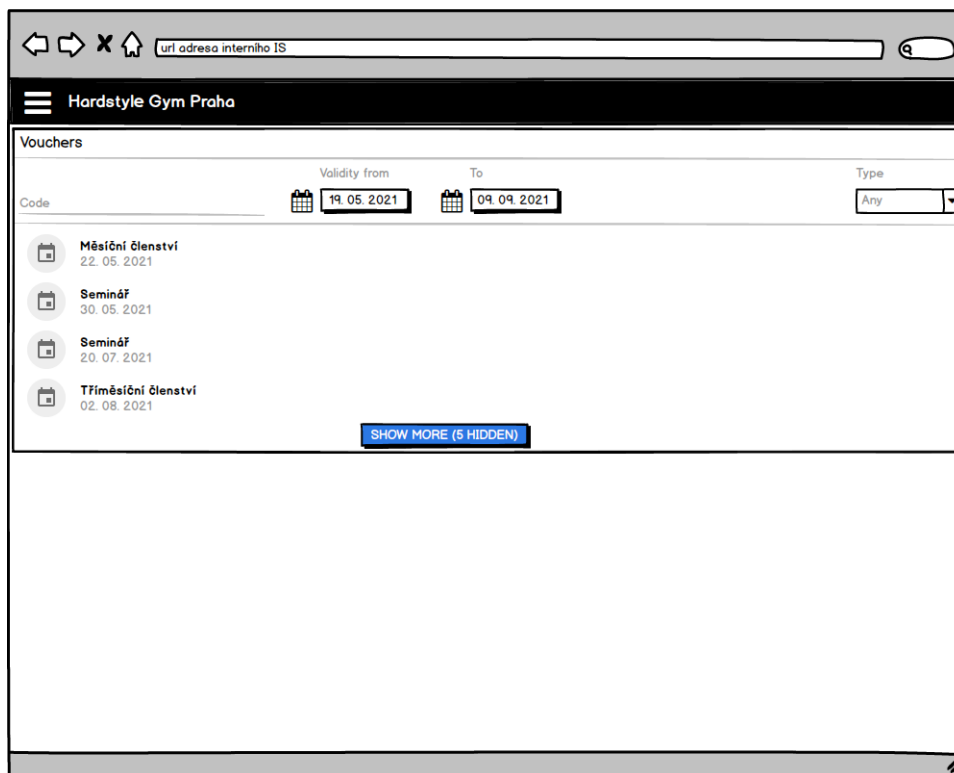 url adresa interního IS
Hardstyle Gym Praha
Vouchers
Validity from To Type
Code 19. 05. 2021 09. 09. 2021 Any
Měsíční členství
22. 05. 2021
Seminář
30. 05. 2021
Seminář
20. 07. 2021
Tříměsíční členství
02. 08. 2021
SHOW MORE (5 HIDDEN)